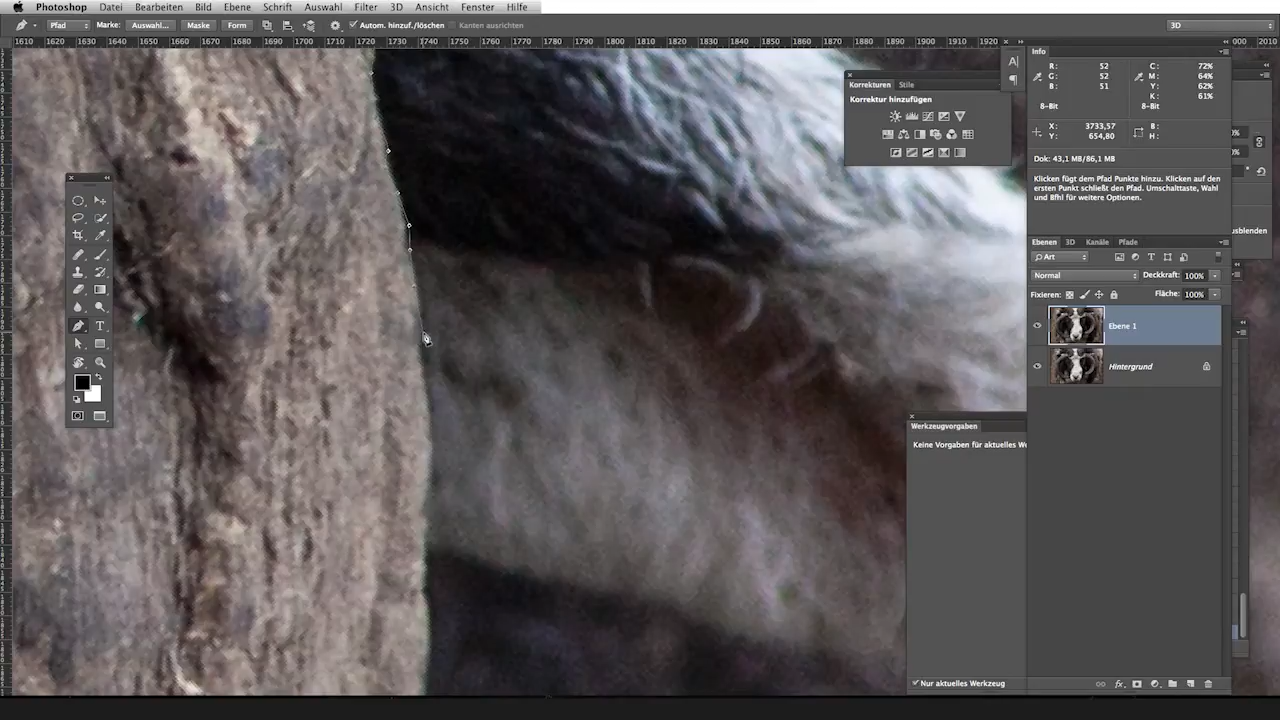 Photoshop Datei Bearbeiten Bild Ebene Schrift Auswahl Filter 3D Ansicht Fenster Hilfe
Pfad Marke: Auswahl... Maske Form Autom. hinzuf./löschen Kanten ausrichten 3D
1610 1620 1630 1640 1650 1660 1670 1680 1690 1700 1710 1720 1730 1740 1750 1760 1770 1780 1790 1800 1810 1820 1830 1840 1850 1860 1870 1880 1890 1900 1910 1920 2010
Info
R: 52 C: 72%
G: 52 M: 64%
B: 51 Y: 62%
K: 61%
8-Bit 8-Bit
X: 3733,57 B:
Y: 654,80 H:
Dok: 43,1 MB/86,1 MB
Klicken fügt dem Pfad Punkte hinzu. Klicken auf den
ersten Punkt schließt den Pfad. Umschalttaste, Wahl
und Bfhl für weitere Optionen.
Korrekturen Stile
Korrektur hinzufügen
usblenden
Ebenen 3D Kanäle Pfade
Art
Normal Deckkraft: 100%
Fixieren: Fläche: 100%
Ebene 1
Hintergrund
Werkzeugvorgaben
Keine Vorgaben für aktuelles We
Nur aktuelles Werkzeug